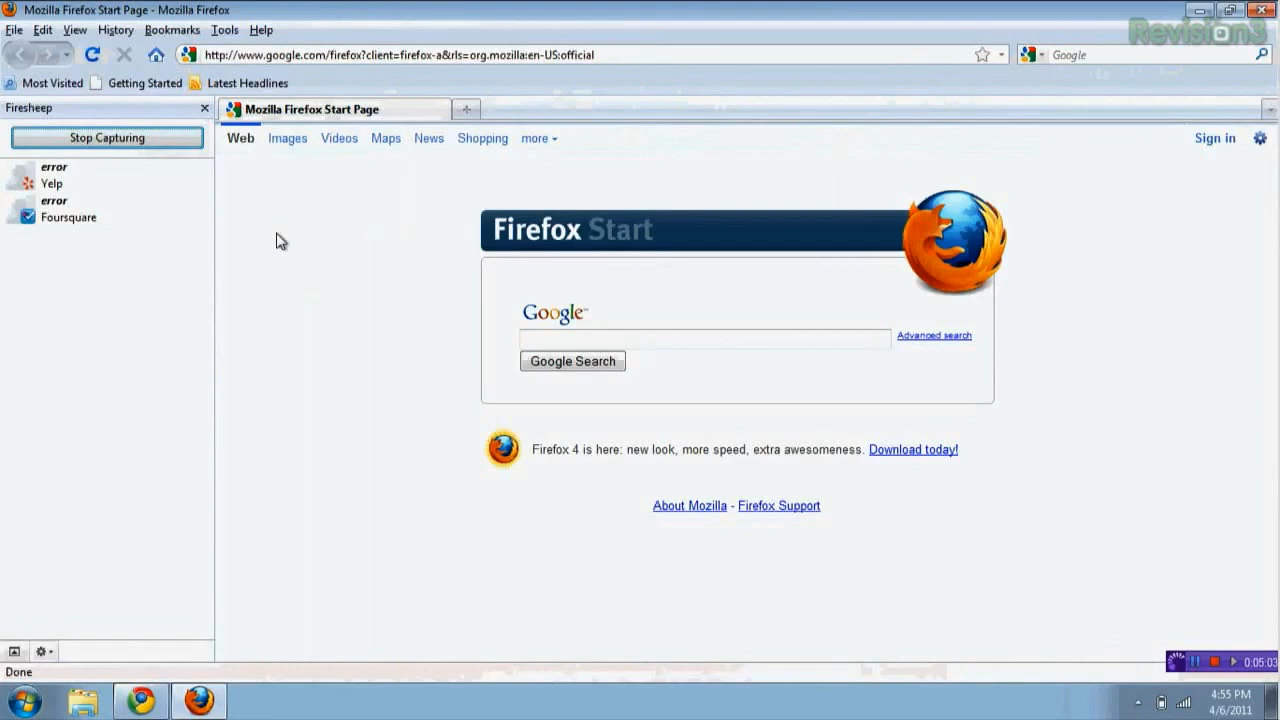 Mozilla Firefox Start Page - Mozilla Firefox
Revision3
File Edit View History Bookmarks Tools Help
http://www.google.com/firefox?client=firefox-a&rls=org.mozilla:en-US:official
Google
Most Visited Getting Started Latest Headlines
Firesheep
Mozilla Firefox Start Page
Stop Capturing
Web Images Videos Maps News Shopping more
Sign in
error
Yelp
error
Foursquare
Firefox Start
Google™
Advanced search
Google Search
Firefox 4 is here: new look, more speed, extra awesomeness. Download today!
About Mozilla - Firefox Support
Done
0:05:03
4:55 PM
4/6/2011